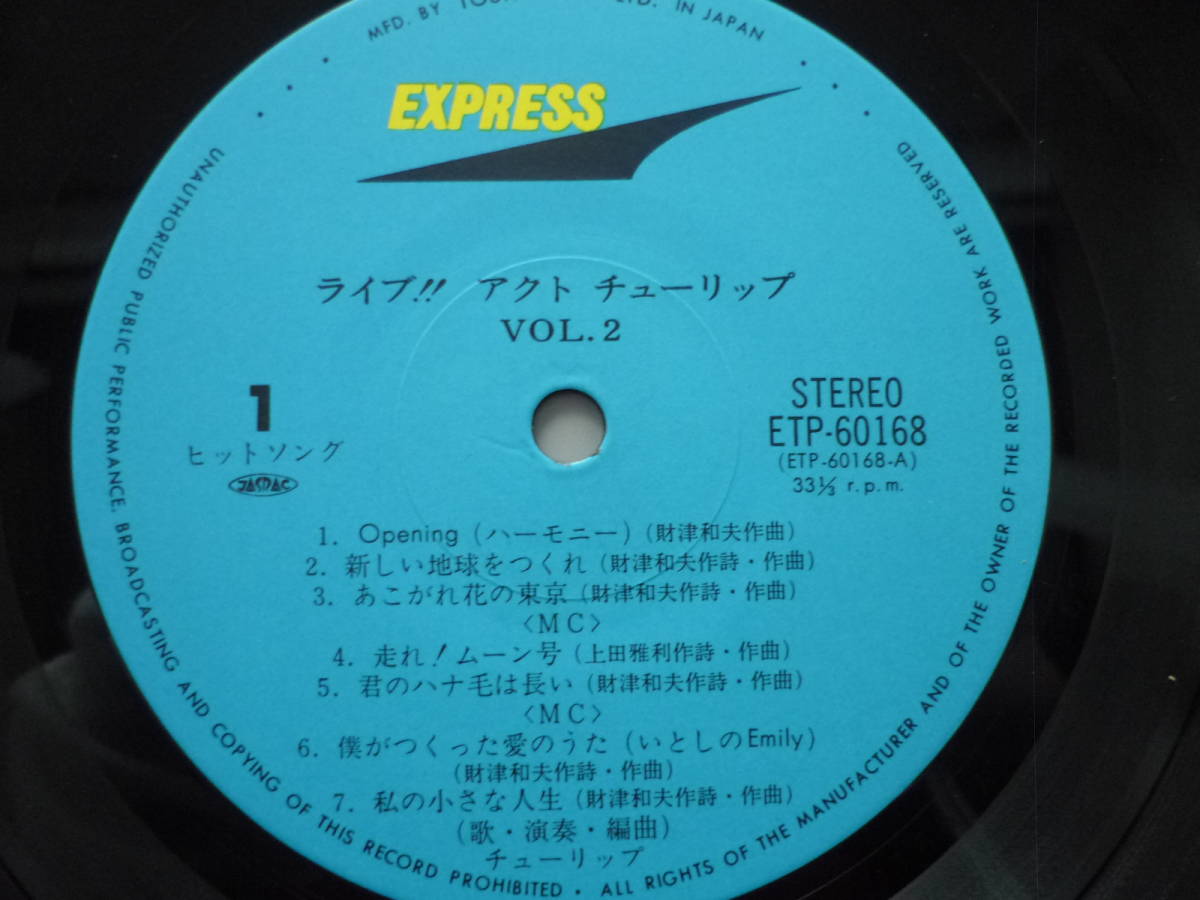 MFD. BY LTD. IN JAPAN
EXPRESS
ライブ!! アクト チューリップ
VOL.2
1
ヒットソング
JASRAC
STEREO
ETP-60168
(ETP-60168-A)
33⅓ r.p.m.
1. Opening (ハーモニー) (財津和夫作曲)
2. 新しい地球をつくれ (財津和夫作詩・作曲)
3. あこがれ花の東京 (財津和夫作詩・作曲)
〈MC〉
4. 走れ!ムーン号 (上田雅利作詩・作曲)
5. 君のハナ毛は長い (財津和夫作詩・作曲)
〈MC〉
6. 僕がつくった愛のうた (いとしのEmily)
(財津和夫作詩・作曲)
7. 私の小さな人生 (財津和夫作詩・作曲)
(歌・演奏・編曲)
チューリップ
UNAUTHORIZED PUBLIC PERFORMANCE. BROADCASTING AND COPYING OF THIS RECORD PROHIBITED • ALL RIGHTS OF THE MANUFACTURER AND OF THE OWNER OF THE RECORDED WORK ARE RESERVED